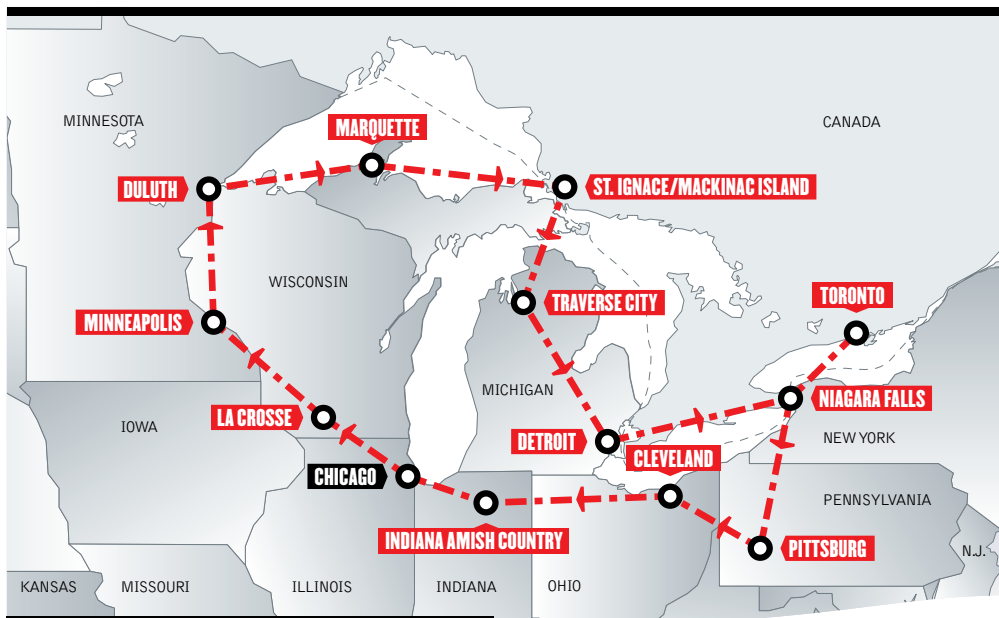 MINNESOTA
MARQUETTE
CANADA
DULUTH
ST. IGNACE/MACKINAC ISLAND
WISCONSIN
TRAVERSE CITY
TORONTO
MINNEAPOLIS
MICHIGAN
NIAGARA FALLS
LA CROSSE
IOWA
DETROIT
NEW YORK
CLEVELAND
CHICAGO
PENNSYLVANIA
INDIANA AMISH COUNTRY
PITTSBURG
N.J.
KANSAS
MISSOURI
ILLINOIS
INDIANA
OHIO